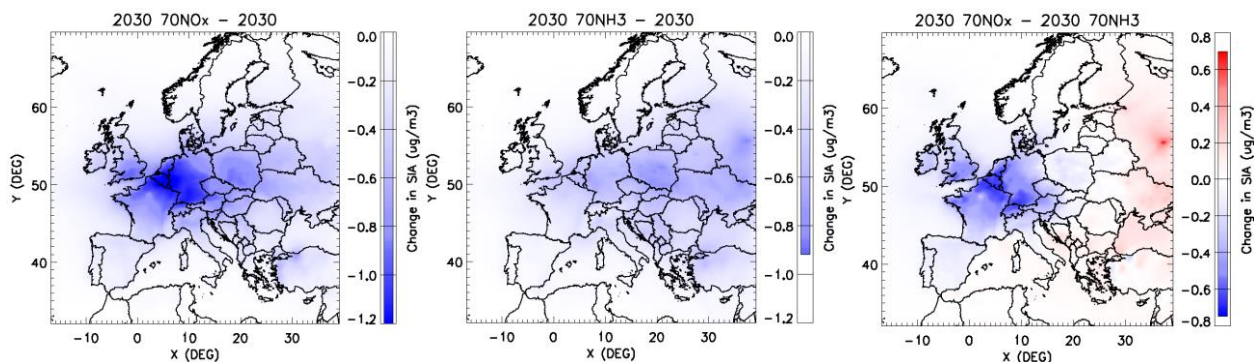 2030 70NOx – 2030
60
50
40
Y (DEG)
-10 0 10 20 30
X (DEG)
0.0
-0.2
-0.4
-0.6
-0.8
-1.0
-1.2
Change in SIA (ug/m3)
2030 70NH3 – 2030
60
50
40
Y (DEG)
-10 0 10 20 30
X (DEG)
0.0
-0.2
-0.4
-0.6
-0.8
-1.0
-1.2
Change in SIA (ug/m3)
2030 70NOx – 2030 70NH3
60
50
40
Y (DEG)
-10 0 10 20 30
X (DEG)
0.8
0.6
0.4
0.2
0.0
-0.2
-0.4
-0.6
-0.8
Change in SIA (ug/m3)